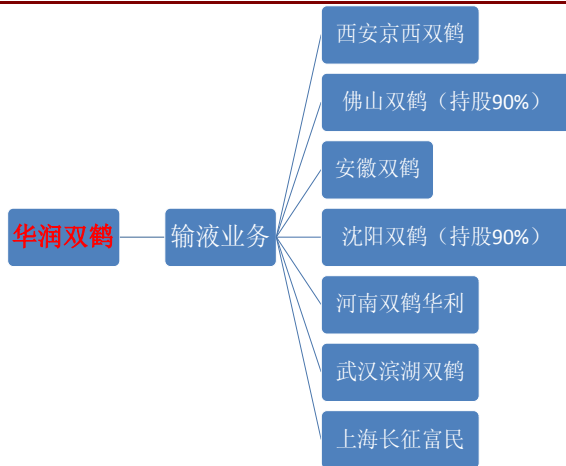 西安京西双鹤
佛山双鹤（持股90%）
安徽双鹤
华润双鹤
输液业务
沈阳双鹤（持股90%）
河南双鹤华利
武汉滨湖双鹤
上海长征富民